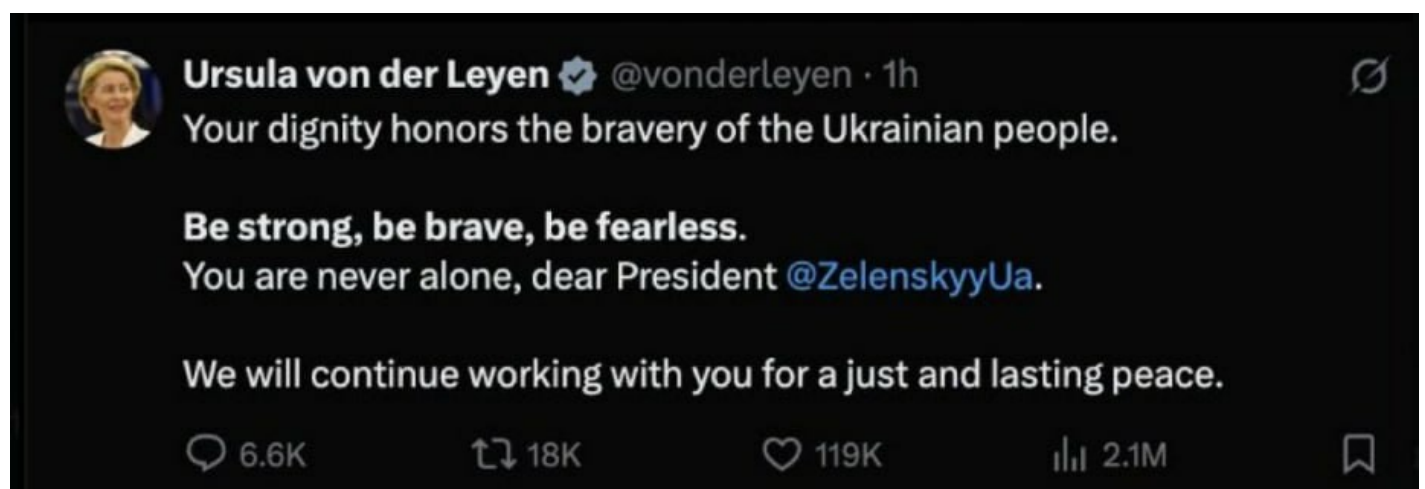 Ursula von der Leyen @vonderleyen · 1h
Your dignity honors the bravery of the Ukrainian people.
Be strong, be brave, be fearless.
You are never alone, dear President @ZelenskyyUa.
We will continue working with you for a just and lasting peace.
6.6K 18K 119K 2.1M